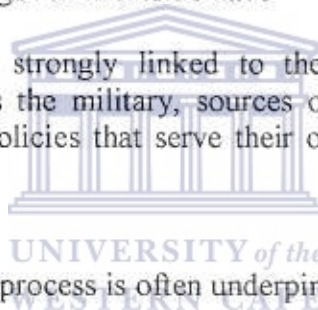 strongly linked to the
the military, sources o
olicies that serve their o
UNIVERSITY of the
process is often underpin
WESTERN CAPE